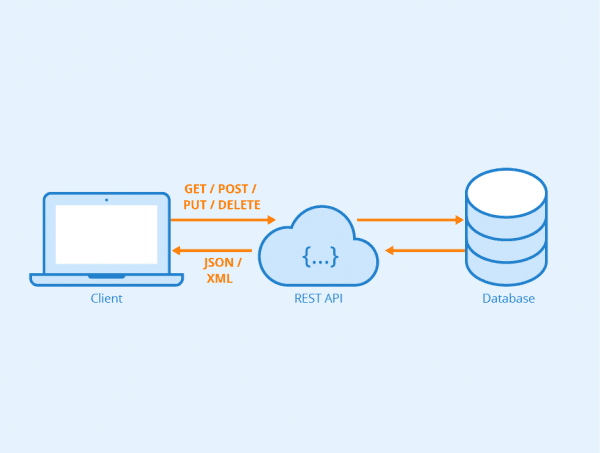 GET / POST /
PUT / DELETE
JSON /
XML
{...}
Client
REST API
Database